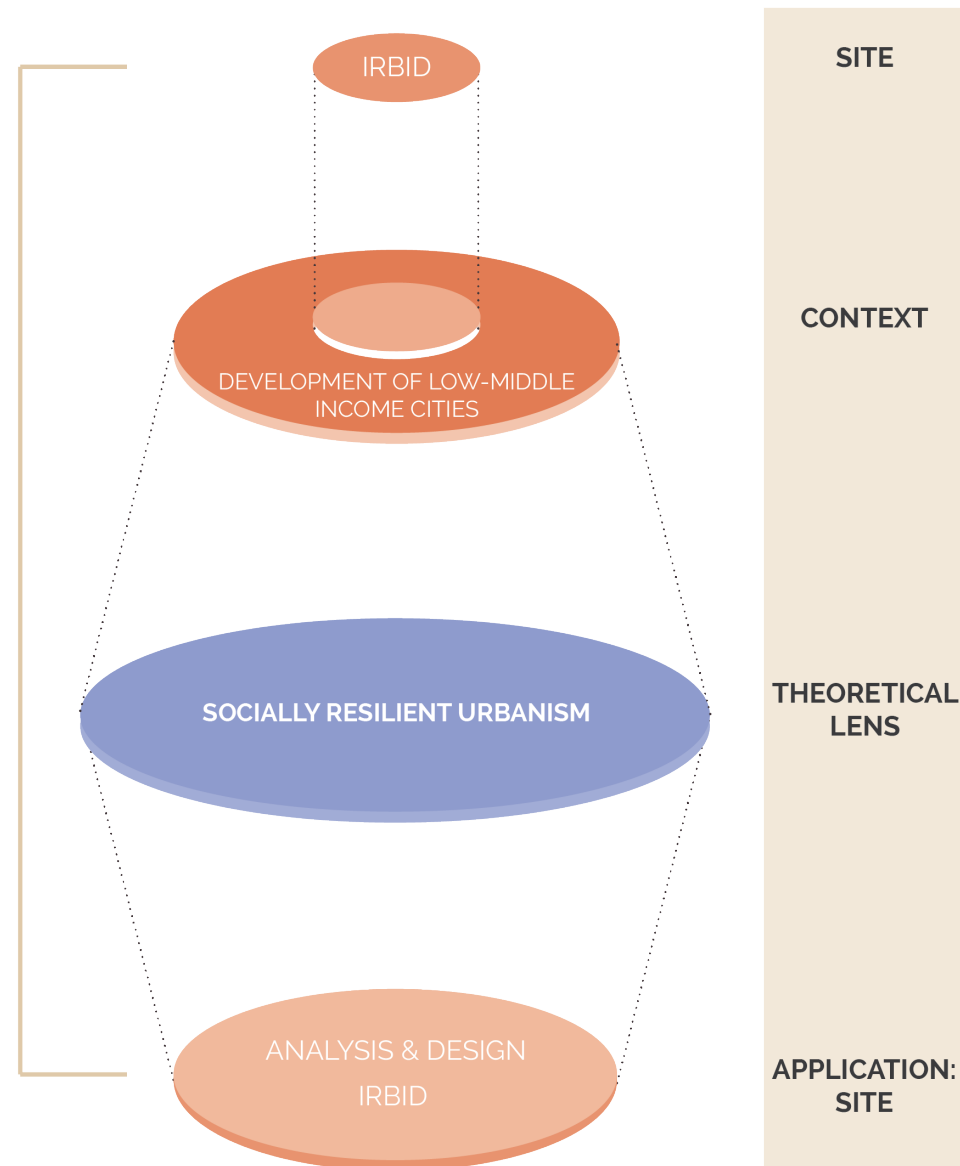 IRBID
SITE
CONTEXT
DEVELOPMENT OF LOW-MIDDLE
INCOME CITIES
SOCIALLY RESILIENT URBANISM
THEORETICAL
LENS
ANALYSIS & DESIGN
IRBID
APPLICATION:
SITE